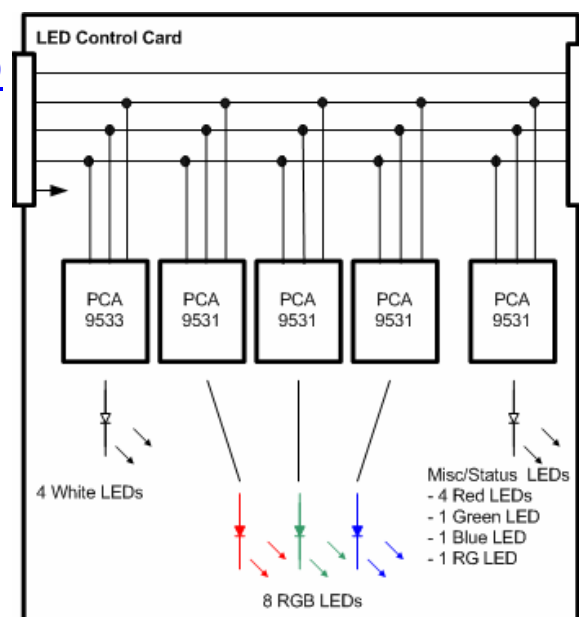 LED Control Card
PCA
9533
PCA
9531
PCA
9531
PCA
9531
PCA
9531
4 White LEDs
8 RGB LEDs
Misc/Status LEDs
- 4 Red LEDs
- 1 Green LED
- 1 Blue LED
- 1 RG LED